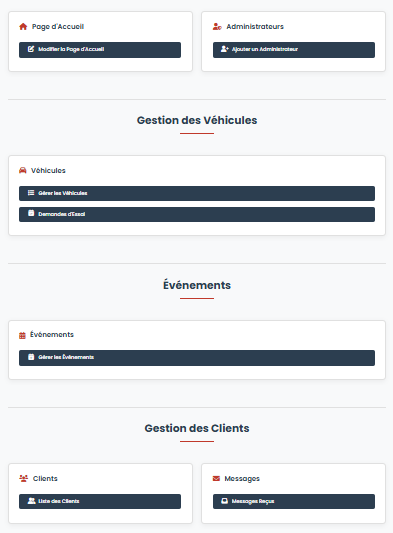 Page d'Accueil
Administrateurs
Modifier la Page d'Accueil
Ajouter un Administrateur
Gestion des Véhicules
Véhicules
Gérer les Véhicules
Demandes d'Essai
Événements
Événements
Gérer les Événements
Gestion des Clients
Clients
Messages
Liste des Clients
Messages Reçus